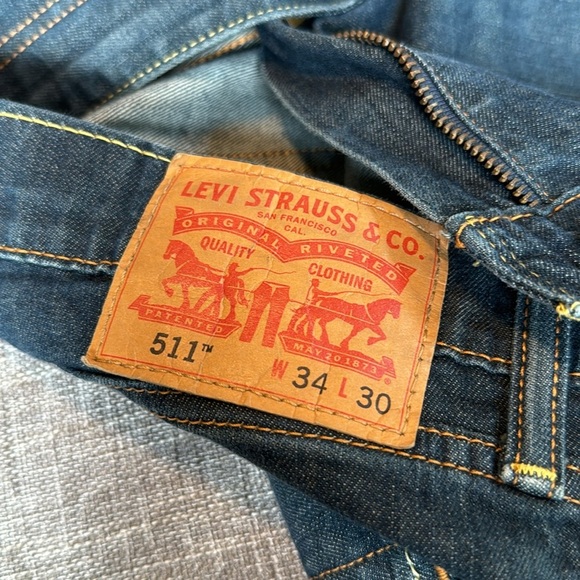 LEVI STRAUSS & CO.
SAN FRANCISCO
CAL.
ORIGINAL RIVETED
QUALITY CLOTHING
PATENTED MAY 20 1873
511™ W 34 L 30
®